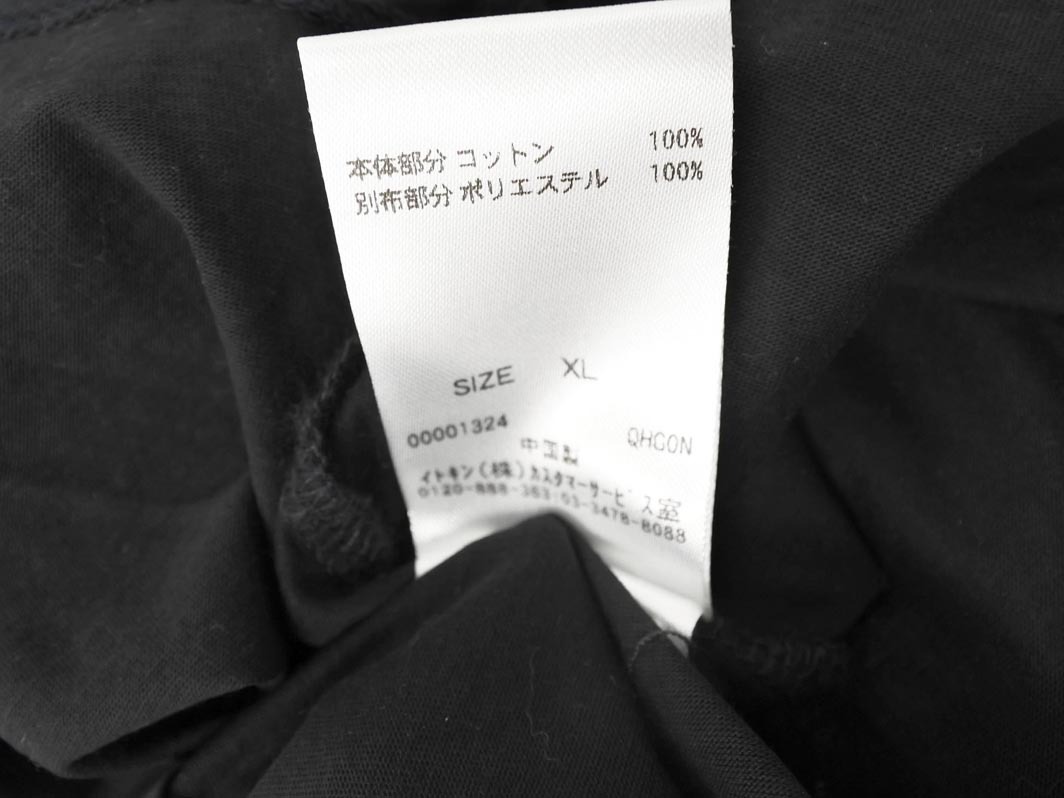 本体部分 コットン 100%
別布部分 ポリエステル 100%
SIZE XL
00001324 QHGON
中国製
イトキン(株)カスタマーサービス室
0120-888-363・03-3478-8088